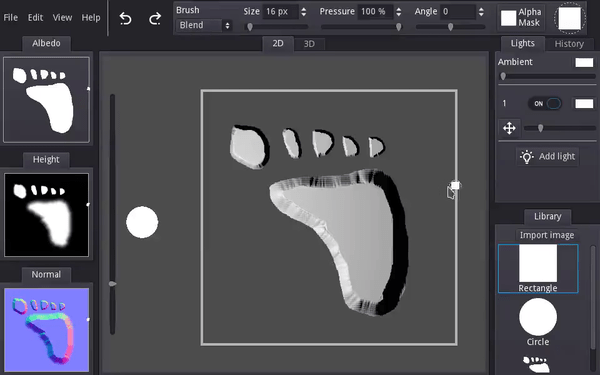 File Edit View Help
Brush
Blend
Size 16 px
Pressure 100 %
Angle 0
Alpha
Mask
Albedo
Height
Normal
2D 3D
Lights History
Ambient
1 ON
Add light
Library
Import image
Rectangle
Circle